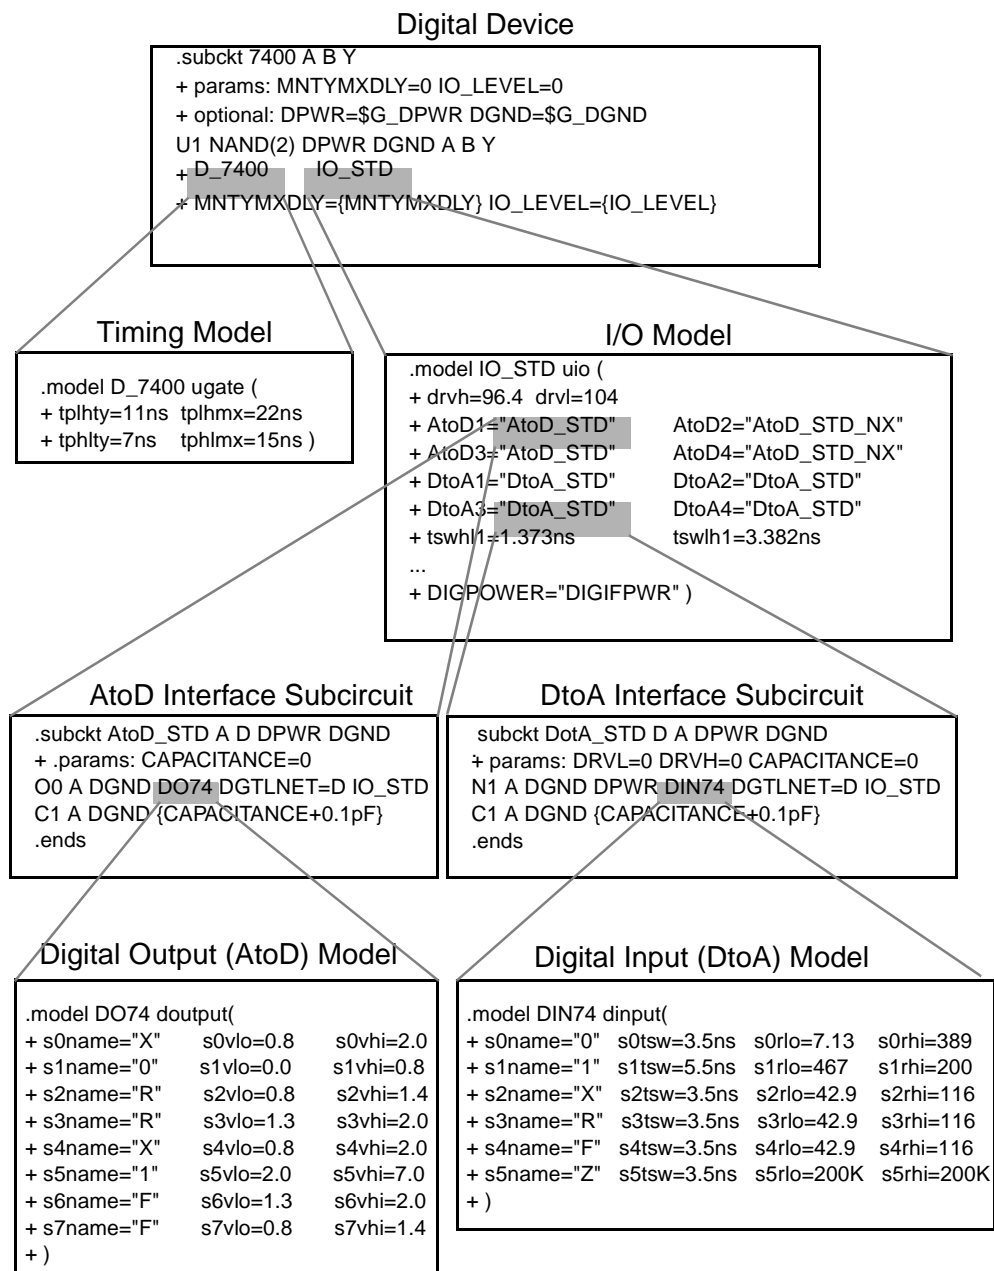 Digital Device
.subckt 7400 A B Y
+ params: MNTYMXDLY=0 IO_LEVEL=0
+ optional: DPWR=$G_DPWR DGND=$G_DGND
U1 NAND(2) DPWR DGND A B Y
+ D_7400 IO_STD
+ MNTYMXDLY={MNTYMXDLY} IO_LEVEL={IO_LEVEL}
Timing Model
.model D_7400 ugate (
+ tplhty=11ns tplhmx=22ns
+ tphlty=7ns tphlmx=15ns )
I/O Model
.model IO_STD uio (
+ drvh=96.4 drvl=104
+ AtoD1="AtoD_STD" AtoD2="AtoD_STD_NX"
+ AtoD3="AtoD_STD" AtoD4="AtoD_STD_NX"
+ DtoA1="DtoA_STD" DtoA2="DtoA_STD"
+ DtoA3="DtoA_STD" DtoA4="DtoA_STD"
+ tswhl1=1.373ns tswlh1=3.382ns
...
+ DIGPOWER="DIGIFPWR" )
AtoD Interface Subcircuit
.subckt AtoD_STD A D DPWR DGND
+ .params: CAPACITANCE=0
O0 A DGND DO74 DGTLNET=D IO_STD
C1 A DGND {CAPACITANCE+0.1pF}
.ends
DtoA Interface Subcircuit
subckt DotA_STD D A DPWR DGND
+ params: DRVL=0 DRVH=0 CAPACITANCE=0
N1 A DGND DPWR DIN74 DGTLNET=D IO_STD
C1 A DGND {CAPACITANCE+0.1pF}
.ends
Digital Output (AtoD) Model
.model DO74 doutput(
+ s0name="X" s0vlo=0.8 s0vhi=2.0
+ s1name="0" s1vlo=0.0 s1vhi=0.8
+ s2name="R" s2vlo=0.8 s2vhi=1.4
+ s3name="R" s3vlo=1.3 s3vhi=2.0
+ s4name="X" s4vlo=0.8 s4vhi=2.0
+ s5name="1" s5vlo=2.0 s5vhi=7.0
+ s6name="F" s6vlo=1.3 s6vhi=2.0
+ s7name="F" s7vlo=0.8 s7vhi=1.4
+ )
Digital Input (DtoA) Model
.model DIN74 dinput(
+ s0name="0" s0tsw=3.5ns s0rlo=7.13 s0rhi=389
+ s1name="1" s1tsw=5.5ns s1rlo=467 s1rhi=200
+ s2name="X" s2tsw=3.5ns s2rlo=42.9 s2rhi=116
+ s3name="R" s3tsw=3.5ns s3rlo=42.9 s3rhi=116
+ s4name="F" s4tsw=3.5ns s4rlo=42.9 s4rhi=116
+ s5name="Z" s5tsw=3.5ns s5rlo=200K s5rhi=200K
+ )